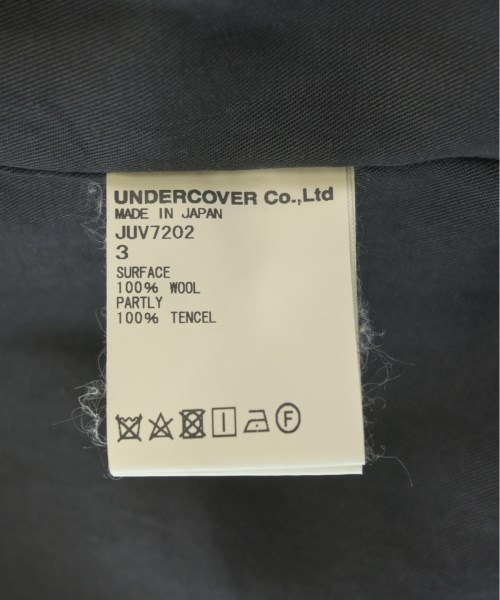 UNDERCOVER Co.,Ltd
MADE IN JAPAN
JUV7202
3
SURFACE
100% WOOL
PARTLY
100% TENCEL
F